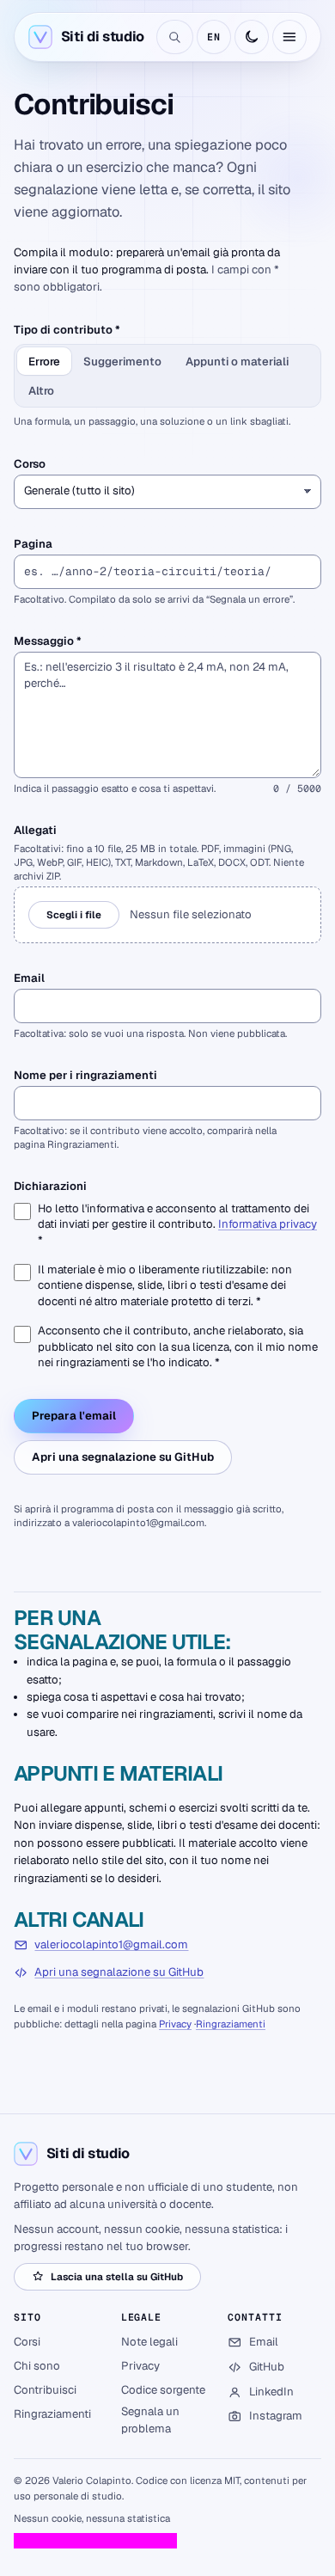 Siti di studio
EN
Contribuisci
Hai trovato un errore, una spiegazione poco
chiara o un esercizio che manca? Ogni
segnalazione viene letta e, se corretta, il sito
viene aggiornato.
Compila il modulo: preparerà un'email già pronta da
inviare con il tuo programma di posta. I campi con *
sono obbligatori.
Tipo di contributo *
Errore
Suggerimento
Appunti o materiali
Altro
Una formula, un passaggio, una soluzione o un link sbagliati.
Corso
Generale (tutto il sito)
Pagina
es. …/anno-2/teoria-circuiti/teoria/
Facoltativo. Compilato da solo se arrivi da “Segnala un errore”.
Messaggio *
Es.: nell'esercizio 3 il risultato è 2,4 mA, non 24 mA,
perché…
Indica il passaggio esatto e cosa ti aspettavi.
0 / 5000
Allegati
Facoltativi: fino a 10 file, 25 MB in totale. PDF, immagini (PNG,
JPG, WebP, GIF, HEIC), TXT, Markdown, LaTeX, DOCX, ODT. Niente
archivi ZIP.
Scegli i file
Nessun file selezionato
Email
Facoltativa: solo se vuoi una risposta. Non viene pubblicata.
Nome per i ringraziamenti
Facoltativo: se il contributo viene accolto, comparirà nella
pagina Ringraziamenti.
Dichiarazioni
Ho letto l'informativa e acconsento al trattamento dei
dati inviati per gestire il contributo. Informativa privacy
*
Il materiale è mio o liberamente riutilizzabile: non
contiene dispense, slide, libri o testi d'esame dei
docenti né altro materiale protetto di terzi. *
Acconsento che il contributo, anche rielaborato, sia
pubblicato nel sito con la sua licenza, con il mio nome
nei ringraziamenti se l'ho indicato. *
Prepara l'email
Apri una segnalazione su GitHub
Si aprirà il programma di posta con il messaggio già scritto,
indirizzato a valeriocolapinto1@gmail.com.
PER UNA
SEGNALAZIONE UTILE:
• indica la pagina e, se puoi, la formula o il passaggio
esatto;
• spiega cosa ti aspettavi e cosa hai trovato;
• se vuoi comparire nei ringraziamenti, scrivi il nome da
usare.
APPUNTI E MATERIALI
Puoi allegare appunti, schemi o esercizi svolti scritti da te.
Non inviare dispense, slide, libri o testi d'esame dei docenti:
non possono essere pubblicati. Il materiale accolto viene
rielaborato nello stile del sito, con il tuo nome nei
ringraziamenti se lo desideri.
ALTRI CANALI
valeriocolapinto1@gmail.com
Apri una segnalazione su GitHub
Le email e i moduli restano privati, le segnalazioni GitHub sono
pubbliche: dettagli nella pagina Privacy ·Ringraziamenti
Siti di studio
Progetto personale e non ufficiale di uno studente, non
affiliato ad alcuna università o docente.
Nessun account, nessun cookie, nessuna statistica: i
progressi restano nel tuo browser.
Lascia una stella su GitHub
SITO
Corsi
Chi sono
Contribuisci
Ringraziamenti
LEGALE
Note legali
Privacy
Codice sorgente
Segnala un
problema
CONTATTI
Email
GitHub
LinkedIn
Instagram
© 2026 Valerio Colapinto. Codice con licenza MIT, contenuti per
uso personale di studio.
Nessun cookie, nessuna statistica